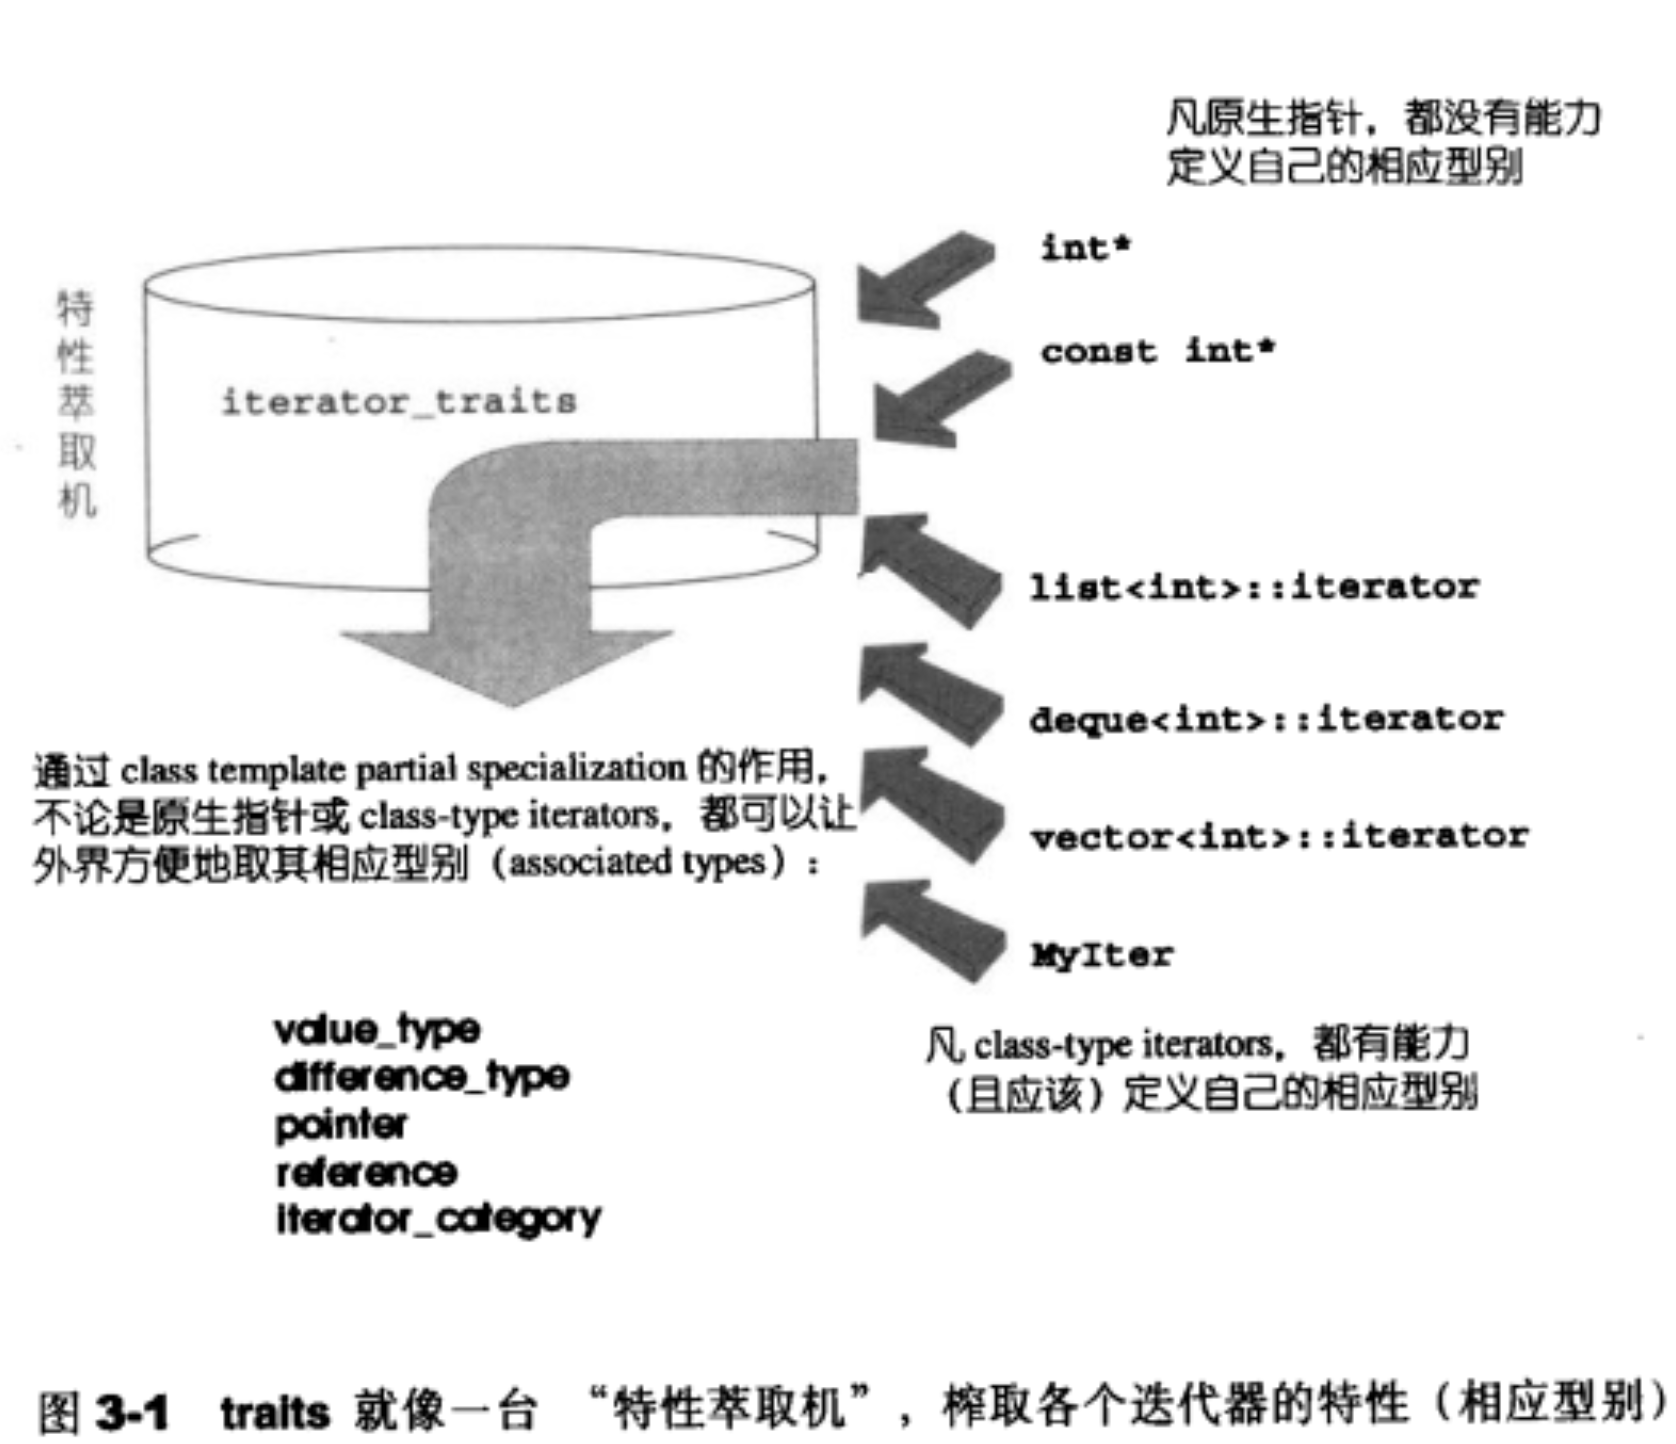 凡原生指针，都没有能力
定义自己的相应型别
int*
const int*
特性萃取机
iterator_traits
list<int>::iterator
deque<int>::iterator
vector<int>::iterator
MyIter
凡 class-type iterators，都有能力
（且应该）定义自己的相应型别
通过 class template partial specialization 的作用，
不论是原生指针或 class-type iterators，都可以让
外界方便地取其相应型别（associated types）：
value_type
difference_type
pointer
reference
iterator_category
图 3-1 traits 就像一台 “特性萃取机”，榨取各个迭代器的特性（相应型别）